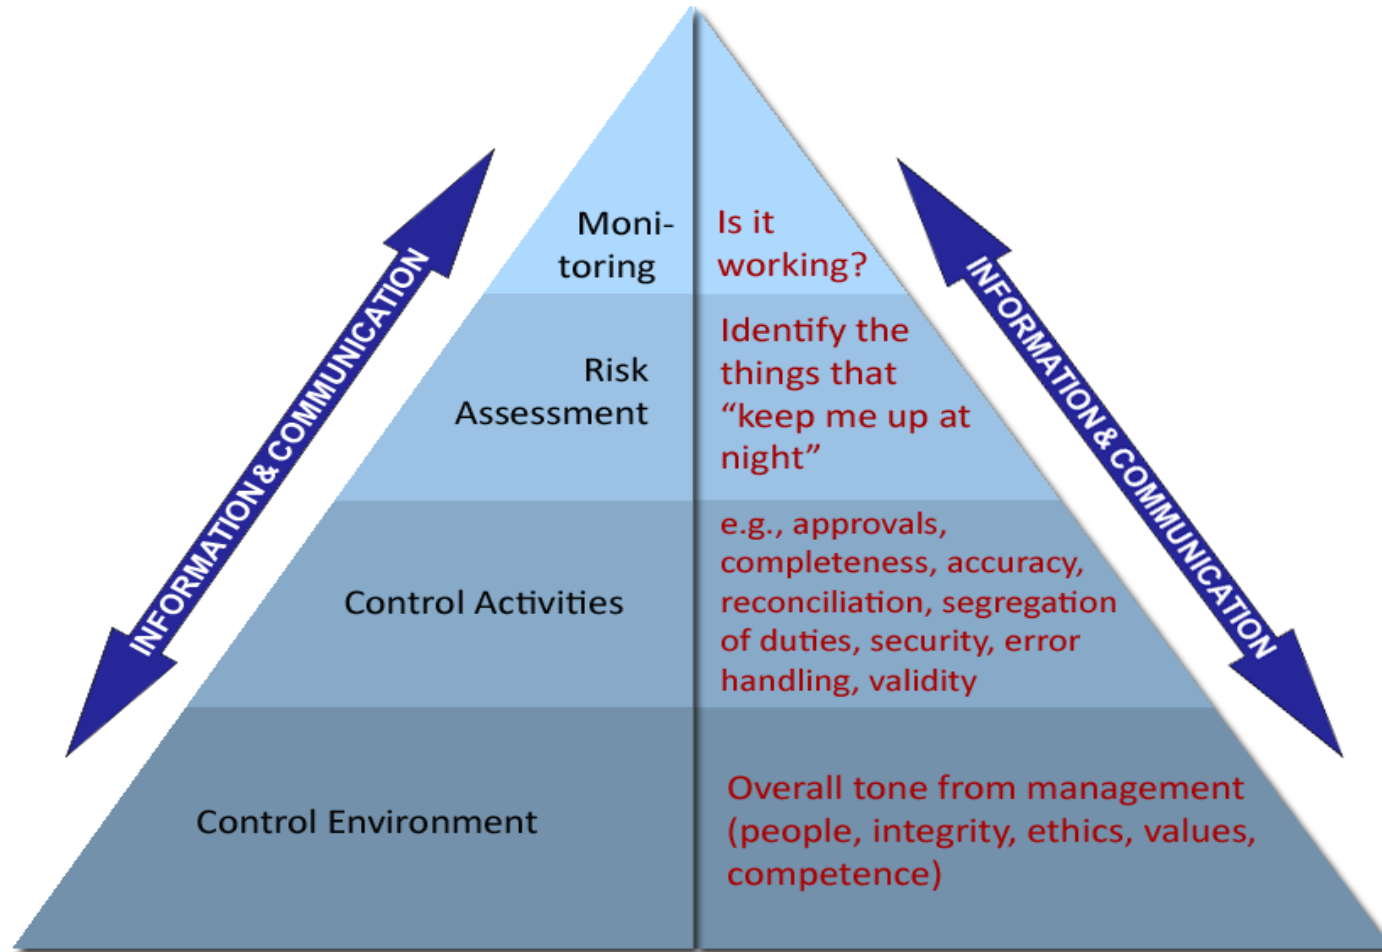 Moni-
toring
Is it
working?
INFORMATION & COMMUNICATION
INFORMATION & COMMUNICATION
Risk
Assessment
Identify the
things that
“keep me up at
night”
Control Activities
e.g., approvals,
completeness, accuracy,
reconciliation, segregation
of duties, security, error
handling, validity
Control Environment
Overall tone from management
(people, integrity, ethics, values,
competence)